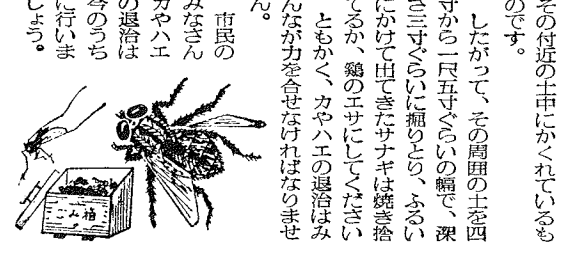 その付近の土中にかくれているも
のです。
したがって、その周囲の土を四
寸から一尺五寸ぐらいの幅で、深
さ三寸ぐらいに掘りとり、ふるい
にかけて出てきたサナギは焼き捨
てるか、鶏のエサにしてください
ともかく、カやハエの退治はみ
んなが力を合せなければなりませ
ん。
市民の
みなさん
カやハエ
の退治は
冬のうち
に行いま
しょう。
ごみ箱